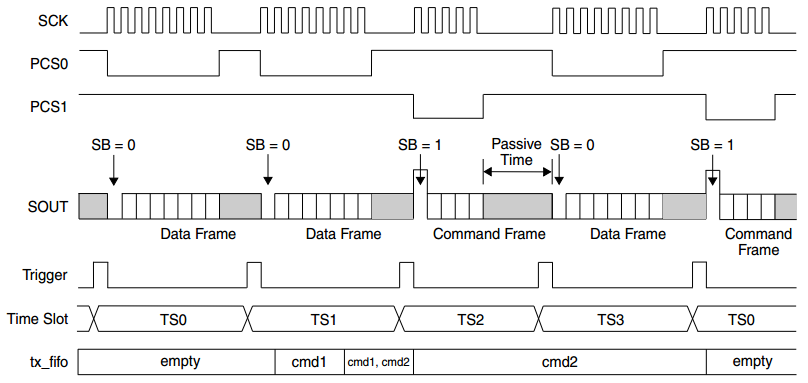 SCK
PCS0
PCS1
SB = 0 SB = 0 SB = 1 Passive Time SB = 0 SB = 1
SOUT
Data Frame Data Frame Command Frame Data Frame Command Frame
Trigger
Time Slot TS0 TS1 TS2 TS3 TS0
tx_fifo empty cmd1 cmd1, cmd2 cmd2 empty